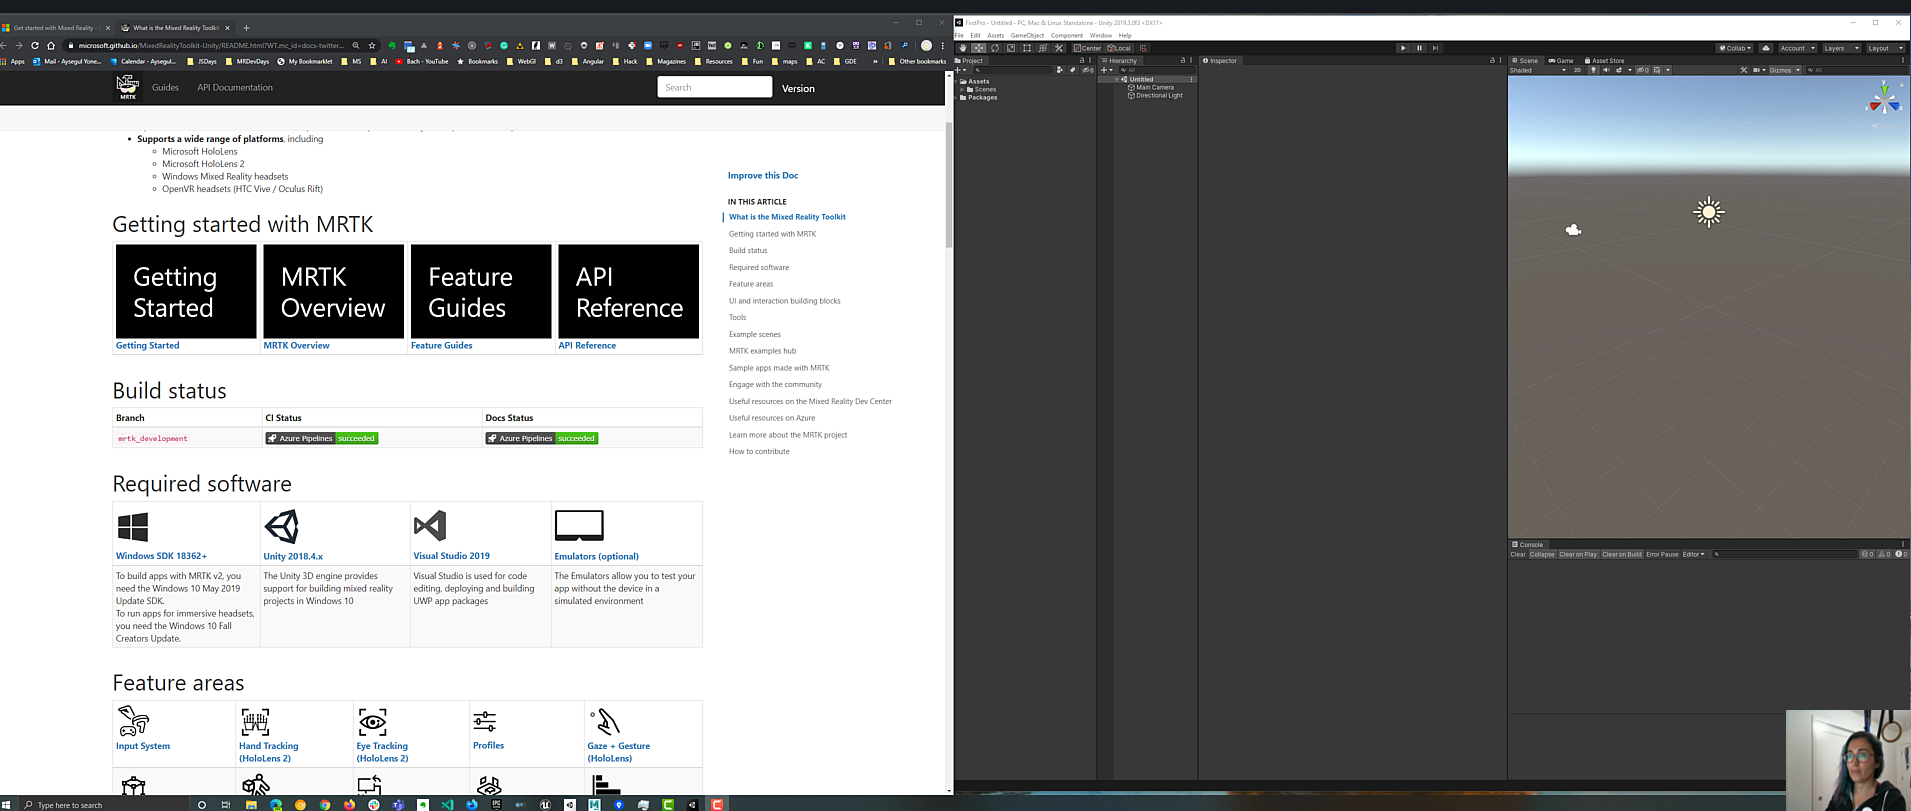 Get started with Mixed Reality -
What is the Mixed Reality Toolkit
microsoft.github.io/MixedRealityToolkit-Unity/README.html?WT.mc_id=docs-twitter...
Apps
Mail - Aysegul Yone...
Calendar - Aysegul...
JSDays
MRDevDays
My Bookmarklet
MS
AI
Bach - YouTube
Bookmarks
WebGl
d3
Angular
Hack
Magazines
Resources
Fun
maps
AC
GDE
»
Other bookmarks
MRTK
Guides
API Documentation
Search
Version
Supports a wide range of platforms, including
Microsoft HoloLens
Microsoft HoloLens 2
Windows Mixed Reality headsets
OpenVR headsets (HTC Vive / Oculus Rift)
Getting started with MRTK
Getting
Started
MRTK
Overview
Feature
Guides
API
Reference
Getting Started
MRTK Overview
Feature Guides
API Reference
Build status
Branch
CI Status
Docs Status
mrtk_development
Azure Pipelines succeeded
Azure Pipelines succeeded
Required software
Windows SDK 18362+
Unity 2018.4.x
Visual Studio 2019
Emulators (optional)
To build apps with MRTK v2, you
need the Windows 10 May 2019
Update SDK.
To run apps for immersive headsets,
you need the Windows 10 Fall
Creators Update.
The Unity 3D engine provides
support for building mixed reality
projects in Windows 10
Visual Studio is used for code
editing, deploying and building
UWP app packages
The Emulators allow you to test your
app without the device in a
simulated environment
Feature areas
Input System
Hand Tracking
(HoloLens 2)
Eye Tracking
(HoloLens 2)
Profiles
Gaze + Gesture
(HoloLens)
Improve this Doc
IN THIS ARTICLE
What is the Mixed Reality Toolkit
Getting started with MRTK
Build status
Required software
Feature areas
UI and interaction building blocks
Tools
Example scenes
MRTK examples hub
Sample apps made with MRTK
Engage with the community
Useful resources on the Mixed Reality Dev Center
Useful resources on Azure
Learn more about the MRTK project
How to contribute
FirstPro - Untitled - PC, Mac & Linux Standalone - Unity 2019.3.0f3 <DX11>
File Edit Assets GameObject Component Window Help
Center
Local
Collab
Account
Layers
Layout
Project
Assets
Scenes
Packages
Hierarchy
All
Untitled
Main Camera
Directional Light
Inspector
Scene
Game
Asset Store
Shaded
2D
Gizmos
All
Console
Clear
Collapse
Clear on Play
Clear on Build
Error Pause
Editor
0
0
0
Type here to search